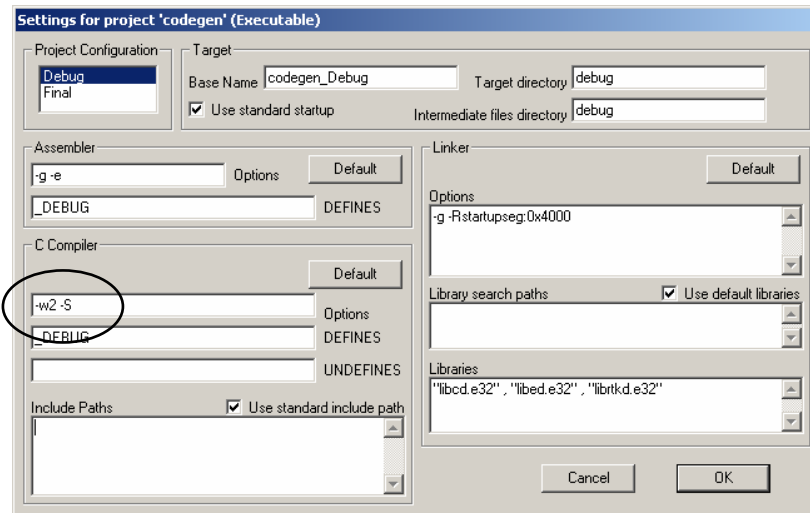 Settings for project 'codegen' (Executable)
Project Configuration
Debug
Final
Target
Base Name codegen_Debug
Use standard startup
Target directory debug
Intermediate files directory debug
Assembler
-g -e Options Default
_DEBUG DEFINES
C Compiler
Default
-w2 -S Options
_DEBUG DEFINES
UNDEFINES
Include Paths Use standard include path
Linker
Default
Options
-g -Rstartupseg:0x4000
Library search paths Use default libraries
Libraries
"libcd.e32" , "libed.e32" , "librtkd.e32"
Cancel OK